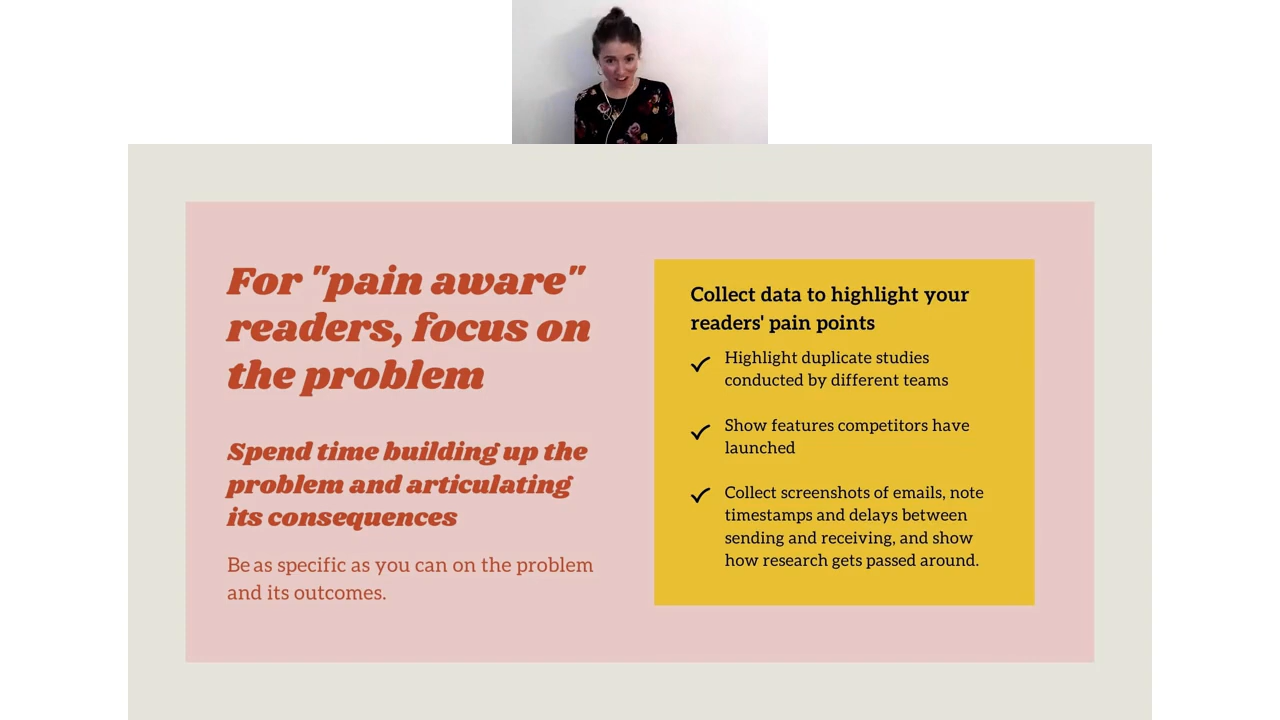 For "pain aware"
readers, focus on
the problem
Spend time building up the
problem and articulating
its consequences
Be as specific as you can on the problem
and its outcomes.
Collect data to highlight your
readers' pain points
Highlight duplicate studies
conducted by different teams
Show features competitors have
launched
Collect screenshots of emails, note
timestamps and delays between
sending and receiving, and show
how research gets passed around.